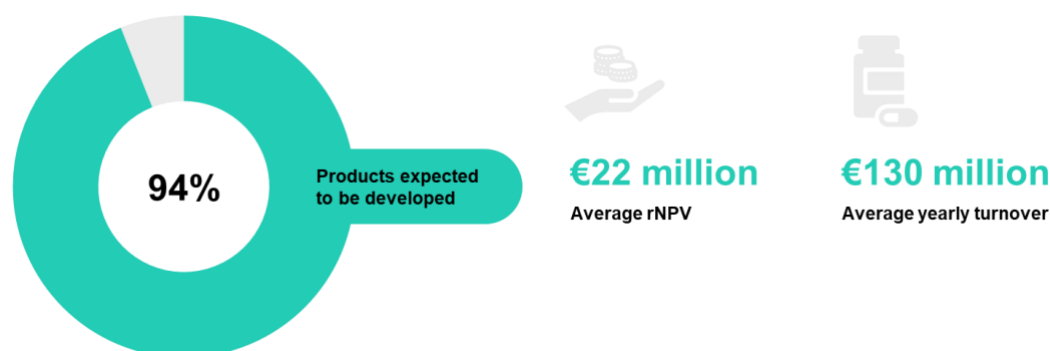 94%
Products expected
to be developed
€22 million
Average rNPV
€130 million
Average yearly turnover